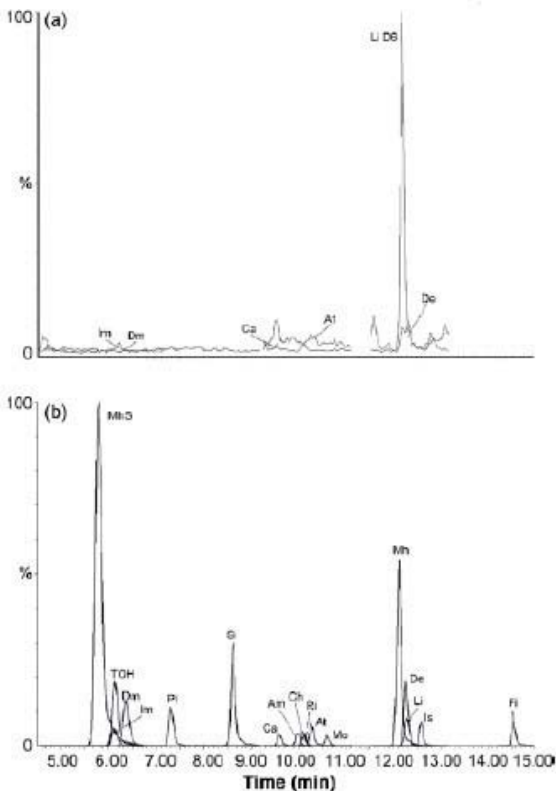 100
(a)
Li D6
%
De
Im
Dm
Ca
At
0
100
(b)
%
TOH
Dm
Im
Pi
Si
Ca
Am
Ch
Ri
At
Me
Mh
De
Li
Is
Fi
0
5.00 6.00 7.00 8.00 9.00 10.00 11.00 12.00 13.00 14.00 15.00
Time (min)